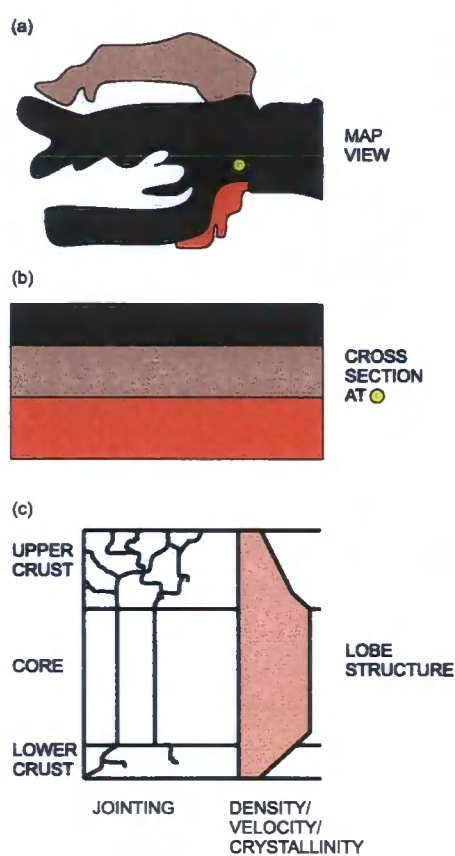 (a)
MAP
VIEW
(b)
CROSS
SECTION
AT
(c)
UPPER
CRUST
CORE
LOWER
CRUST
LOBE
STRUCTURE
JOINTING
DENSITY/
VELOCITY/
CRYSTALLINITY